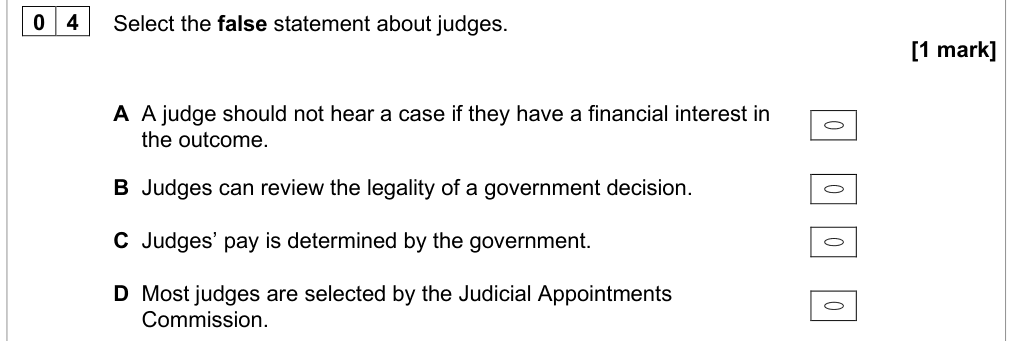 0 4 Select the false statement about judges.
[1 mark]
A A judge should not hear a case if they have a financial interest in
the outcome.
B Judges can review the legality of a government decision.
C Judges’ pay is determined by the government.
D Most judges are selected by the Judicial Appointments
Commission.